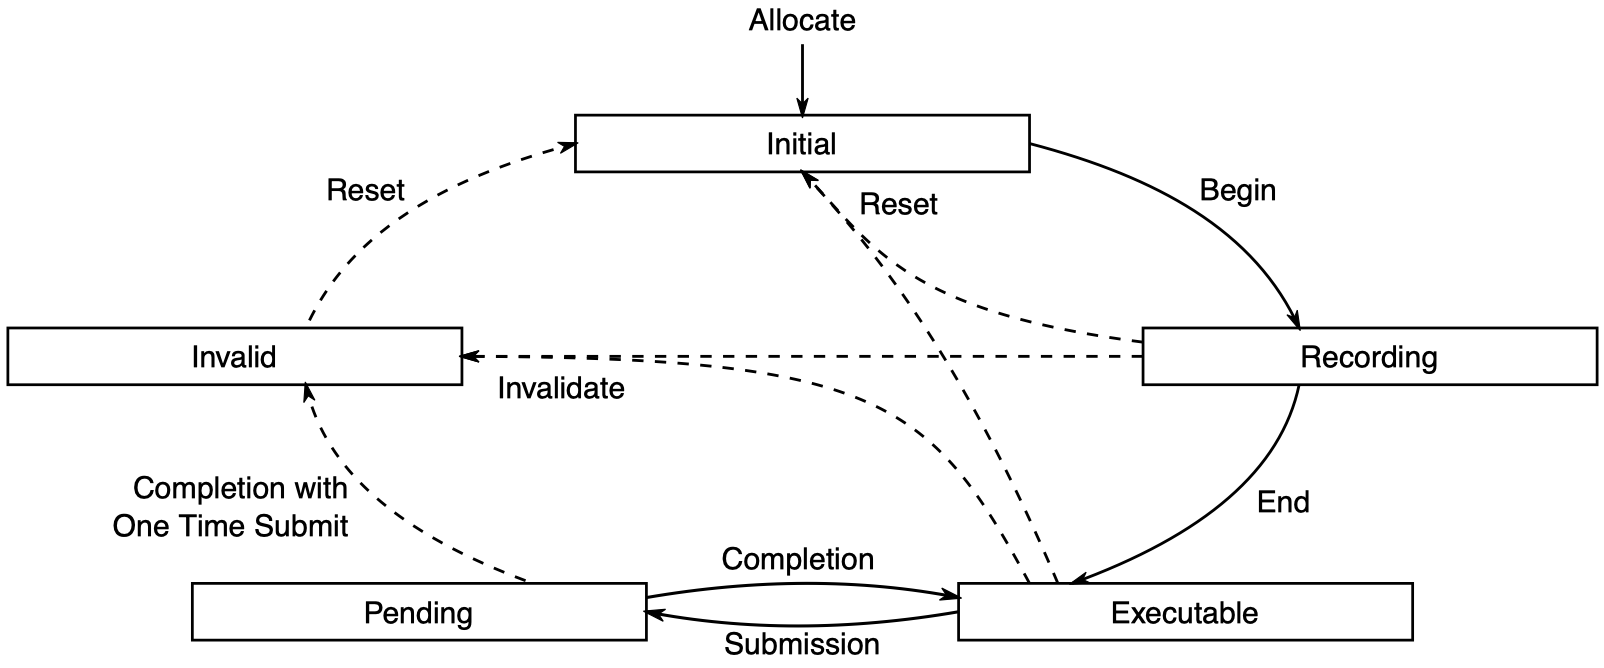 Allocate
Initial
Reset
Reset
Begin
Invalid
Recording
Invalidate
Completion with
One Time Submit
End
Completion
Pending
Executable
Submission